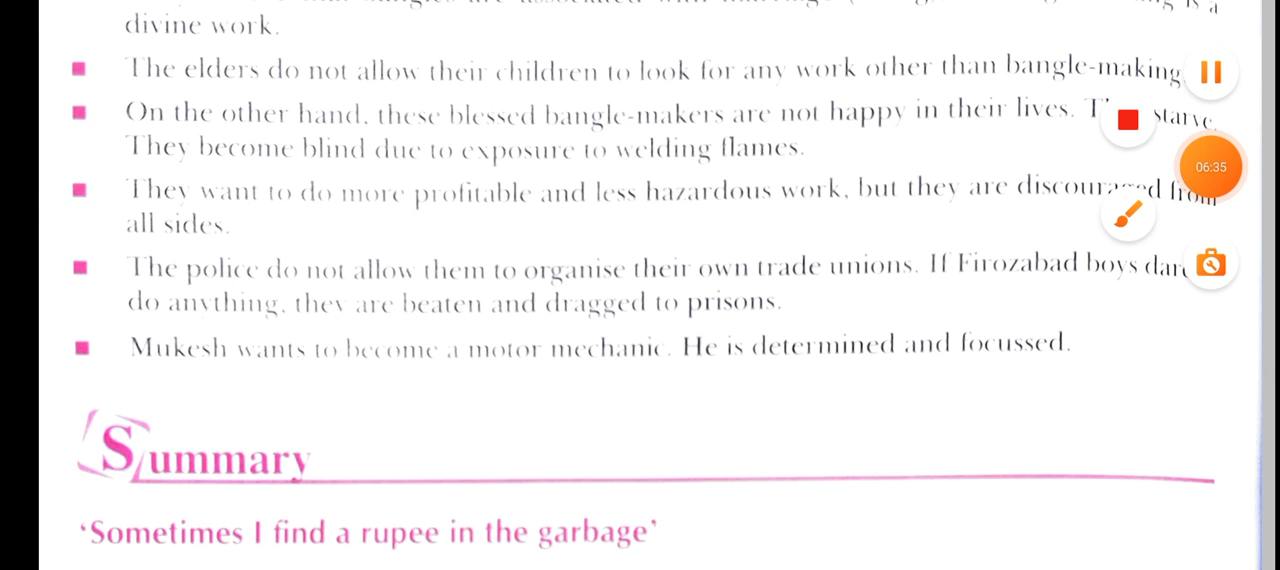 divine work.
The elders do not allow their children to look for any work other than bangle-making
On the other hand, these blessed bangle-makers are not happy in their lives. starve.
They become blind due to exposure to welding flames.
They want to do more profitable and less hazardous work, but they are discouraged from
all sides.
The police do not allow them to organise their own trade unions. If Firozabad boys
do anything, they are beaten and dragged to prisons.
Mukesh wants to become a motor mechanic. He is determined and focussed.
Summary
'Sometimes I find a rupee in the garbage'
06:35